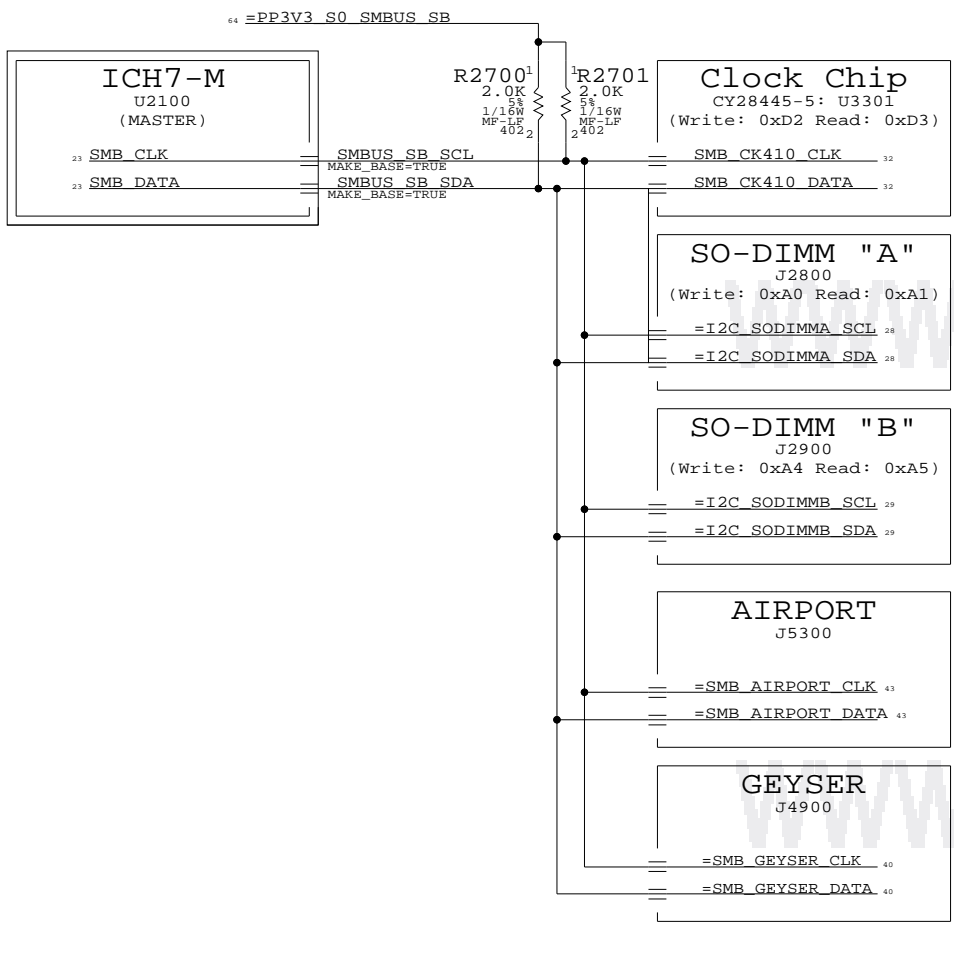 64 =PP3V3_S0_SMBUS_SB
ICH7-M
U2100
(MASTER)
23 SMB_CLK
23 SMB_DATA
SMBUS_SB_SCL
MAKE_BASE=TRUE
SMBUS_SB_SDA
MAKE_BASE=TRUE
R2700 1
2.0K
5%
1/16W
MF-LF
402 2
1 R2701
2.0K
5%
1/16W
MF-LF
2 402
Clock Chip
CY28445-5: U3301
(Write: 0xD2 Read: 0xD3)
SMB_CK410_CLK 32
SMB_CK410_DATA 32
SO-DIMM "A"
J2800
(Write: 0xA0 Read: 0xA1)
=I2C_SODIMMA_SCL 28
=I2C_SODIMMA_SDA 28
SO-DIMM "B"
J2900
(Write: 0xA4 Read: 0xA5)
=I2C_SODIMMB_SCL 29
=I2C_SODIMMB_SDA 29
AIRPORT
J5300
=SMB_AIRPORT_CLK 43
=SMB_AIRPORT_DATA 43
GEYSER
J4900
=SMB_GEYSER_CLK 40
=SMB_GEYSER_DATA 40